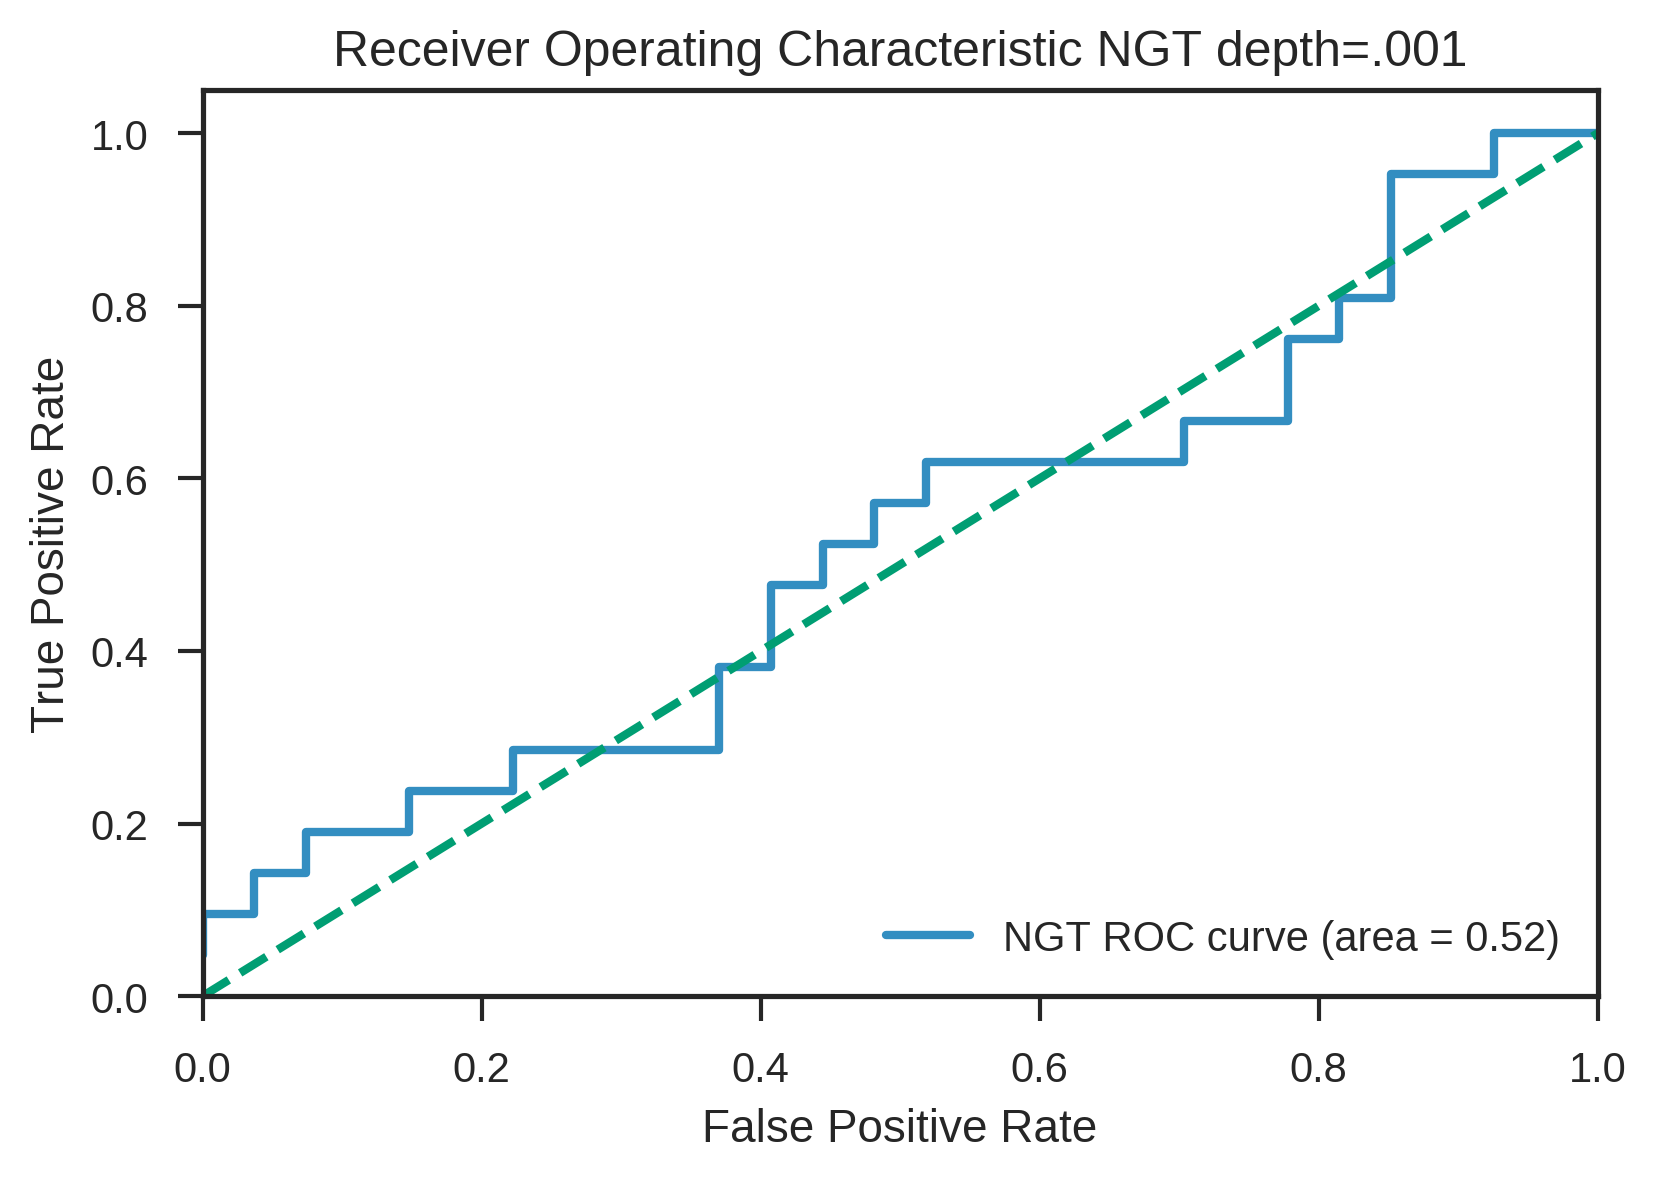 Receiver Operating Characteristic NGT depth=.001
1.0
0.8
0.6
0.4
0.2
0.0
True Positive Rate
NGT ROC curve (area = 0.52)
0.0 0.2 0.4 0.6 0.8 1.0
False Positive Rate